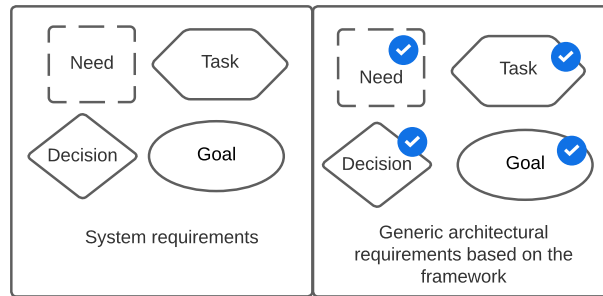 Need
Task
Decision
Goal
System requirements
Need
Task
Decision
Goal
Generic architectural
requirements based on the
framework